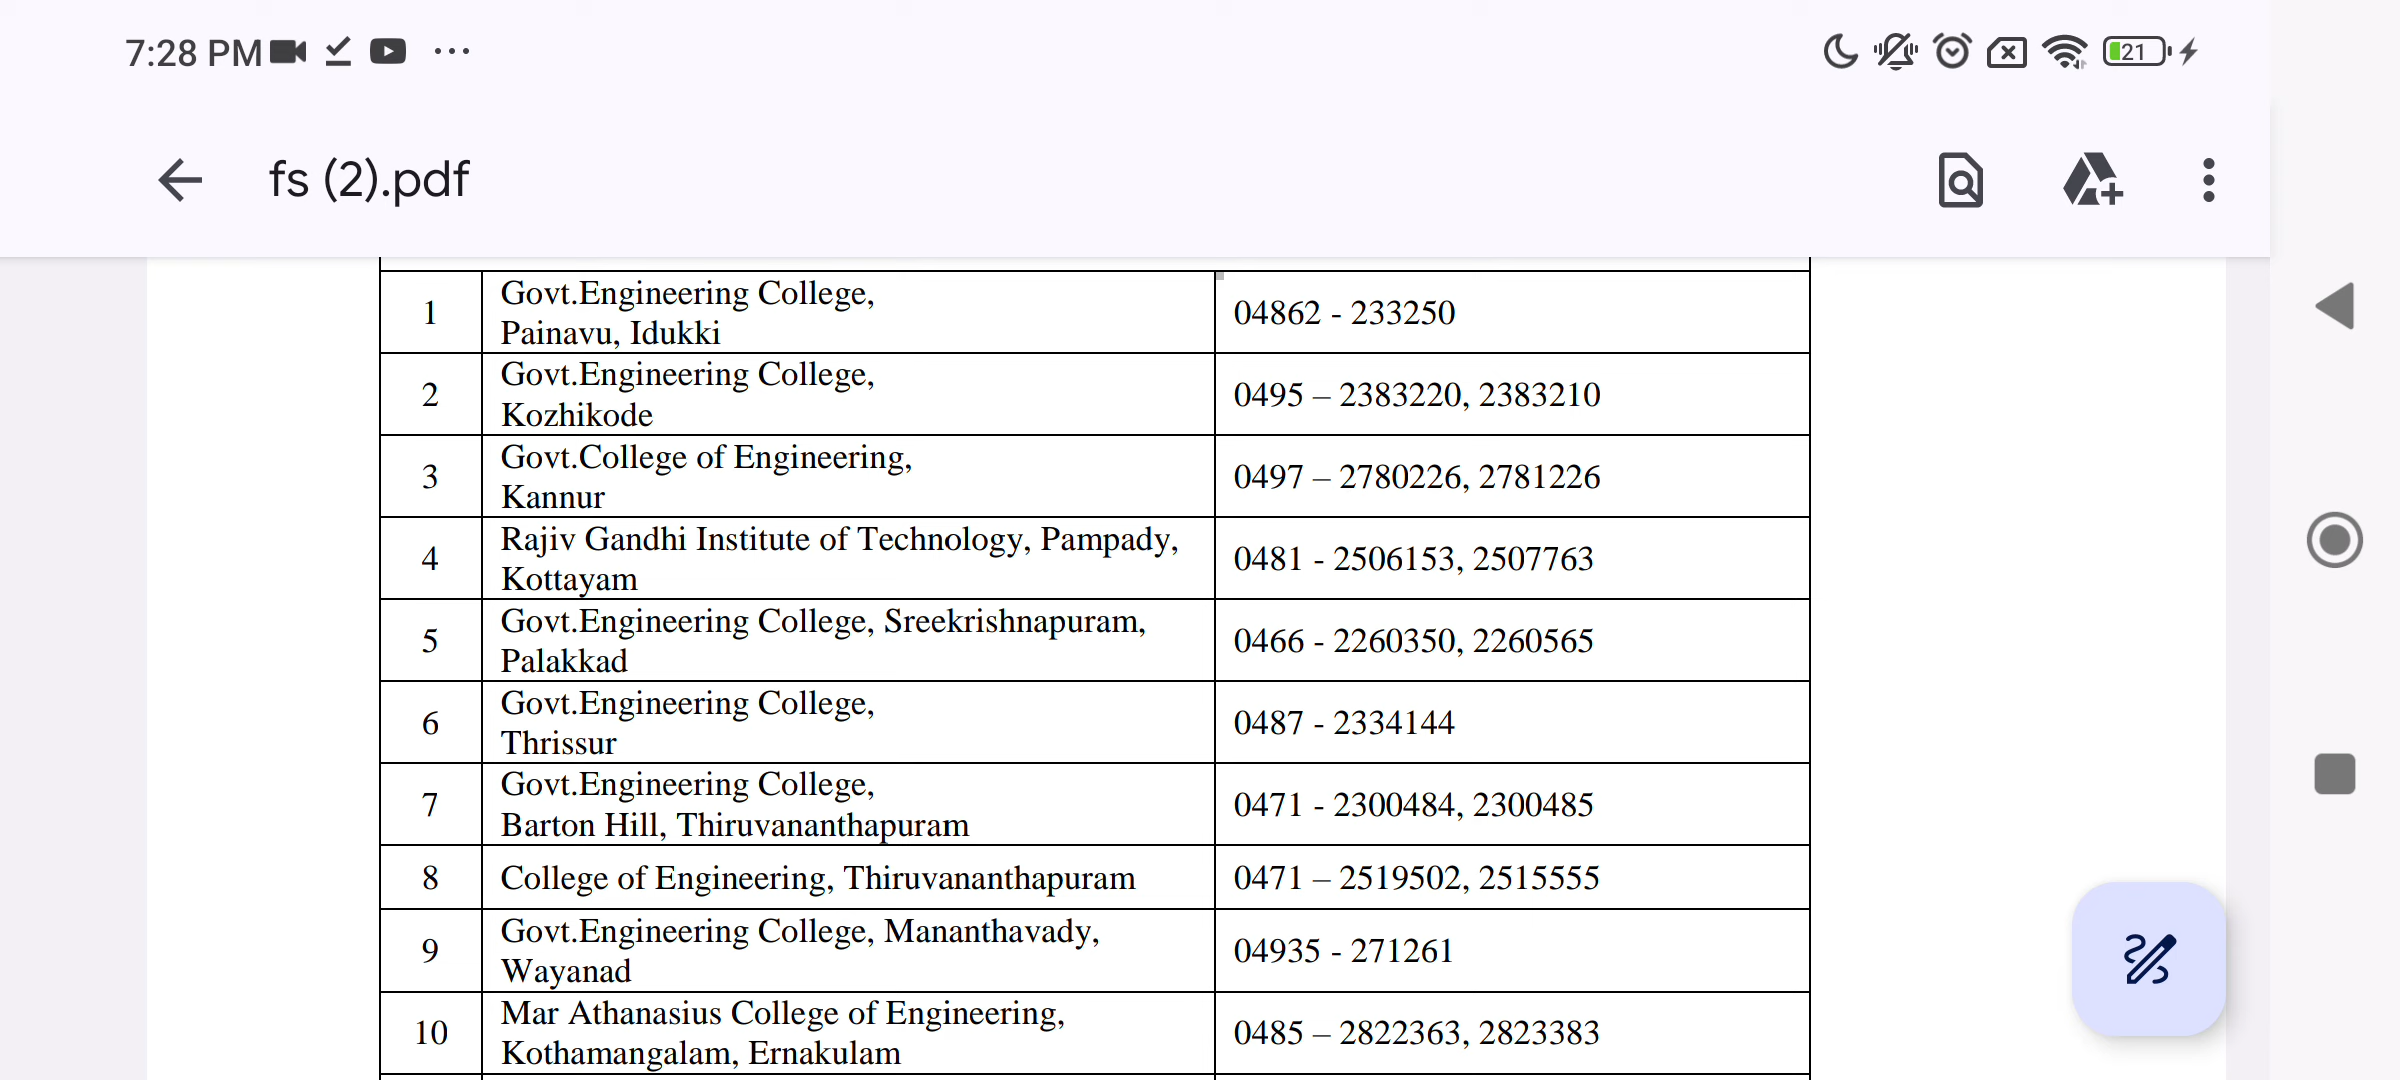 7:28 PM
21
fs (2).pdf
1
Govt.Engineering College,
Painavu, Idukki
04862 - 233250
2
Govt.Engineering College,
Kozhikode
0495 – 2383220, 2383210
3
Govt.College of Engineering,
Kannur
0497 – 2780226, 2781226
4
Rajiv Gandhi Institute of Technology, Pampady,
Kottayam
0481 - 2506153, 2507763
5
Govt.Engineering College, Sreekrishnapuram,
Palakkad
0466 - 2260350, 2260565
6
Govt.Engineering College,
Thrissur
0487 - 2334144
7
Govt.Engineering College,
Barton Hill, Thiruvananthapuram
0471 - 2300484, 2300485
8
College of Engineering, Thiruvananthapuram
0471 – 2519502, 2515555
9
Govt.Engineering College, Mananthavady,
Wayanad
04935 - 271261
10
Mar Athanasius College of Engineering,
Kothamangalam, Ernakulam
0485 – 2822363, 2823383